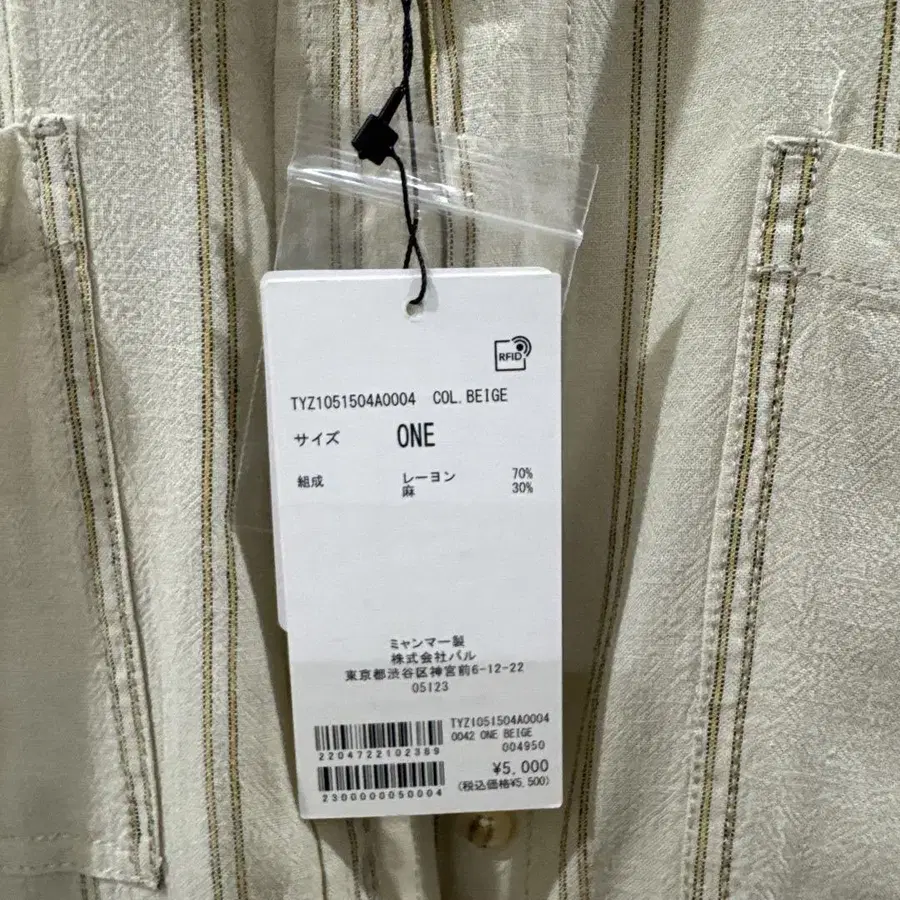 RFID
TYZ1051504A0004 COL.BEIGE
サイズ ONE
組成 レーヨン 70%
麻 30%
ミャンマー製
株式会社パル
東京都渋谷区神宮前6-12-22
05123
TYZ1051504A0004
0042 ONE BEIGE
004950
2204722102389
¥5,000
(税込価格¥5,500)
2300000050004